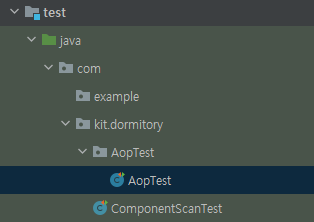 test
java
com
example
kit.dormitory
AopTest
AopTest
ComponentScanTest